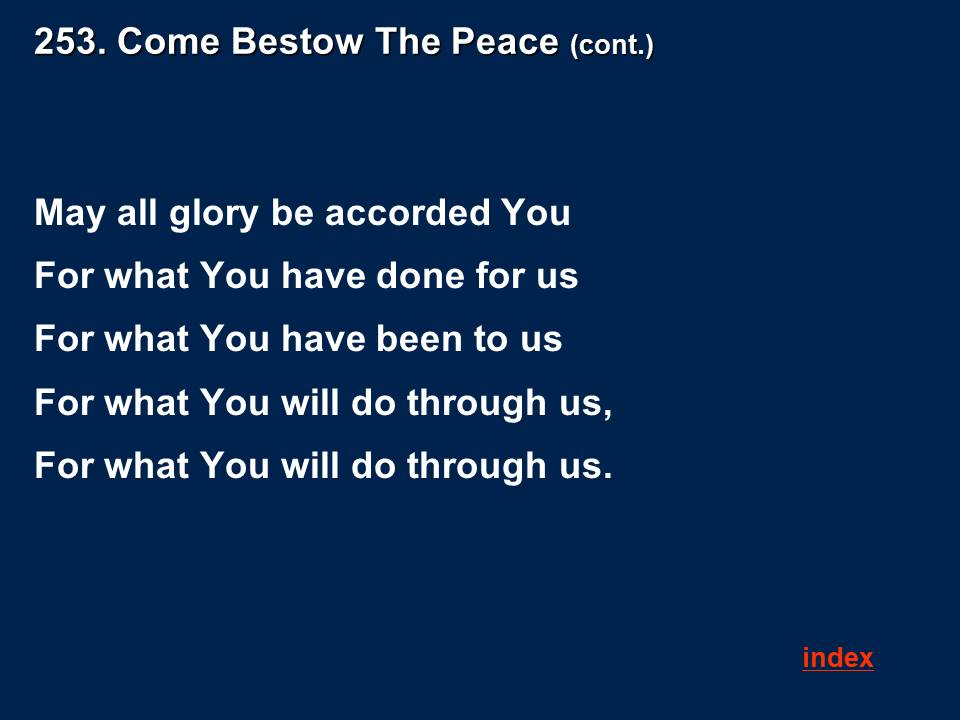 253. Come Bestow The Peace (cont.)
May all glory be accorded You
For what You have done for us
For what You have been to us
For what You will do through us,
For what You will do through us.
index